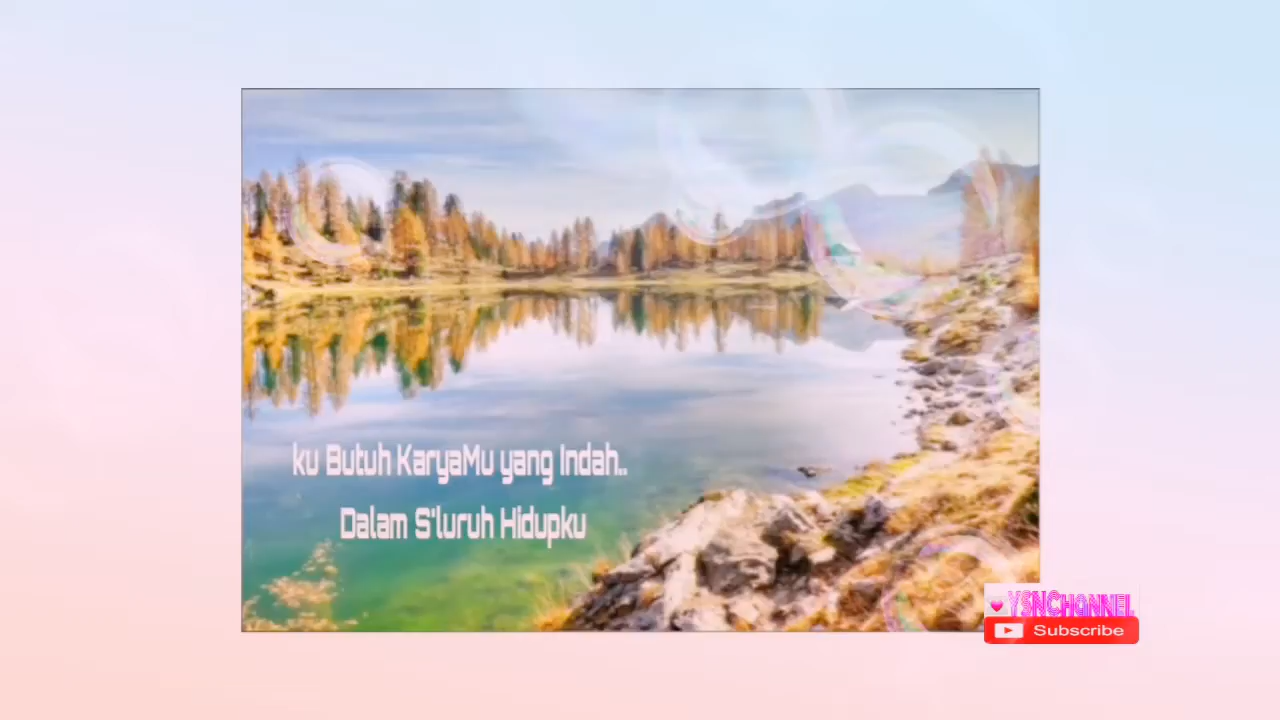 ku Butuh KaryaMu yang Indah..
Dalam S'luruh Hidupku
YSNChannel
Subscribe